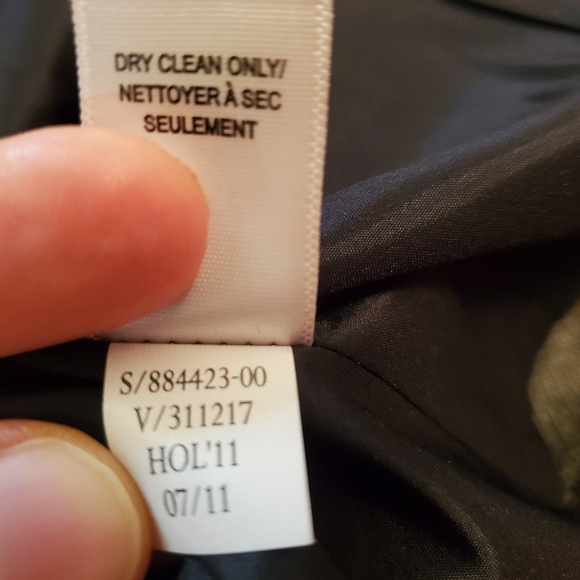 DRY CLEAN ONLY/
NETTOYER À SEC
SEULEMENT
S/884423-00
V/311217
HOL'11
07/11